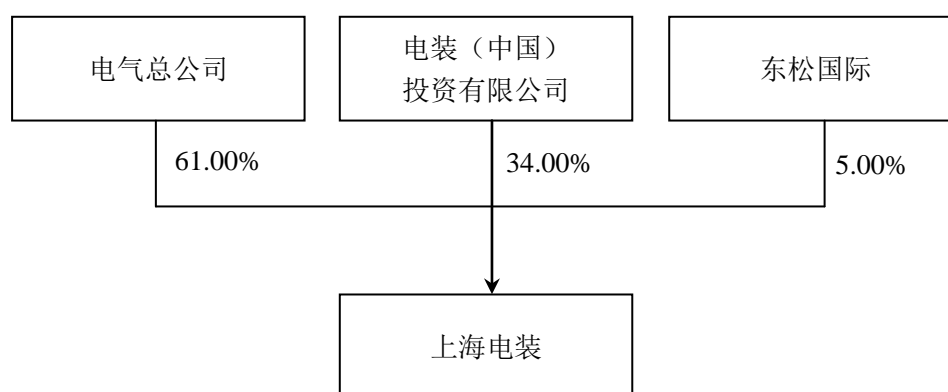 电气总公司
电装（中国）
投资有限公司
东松国际
61.00%
34.00%
5.00%
上海电装